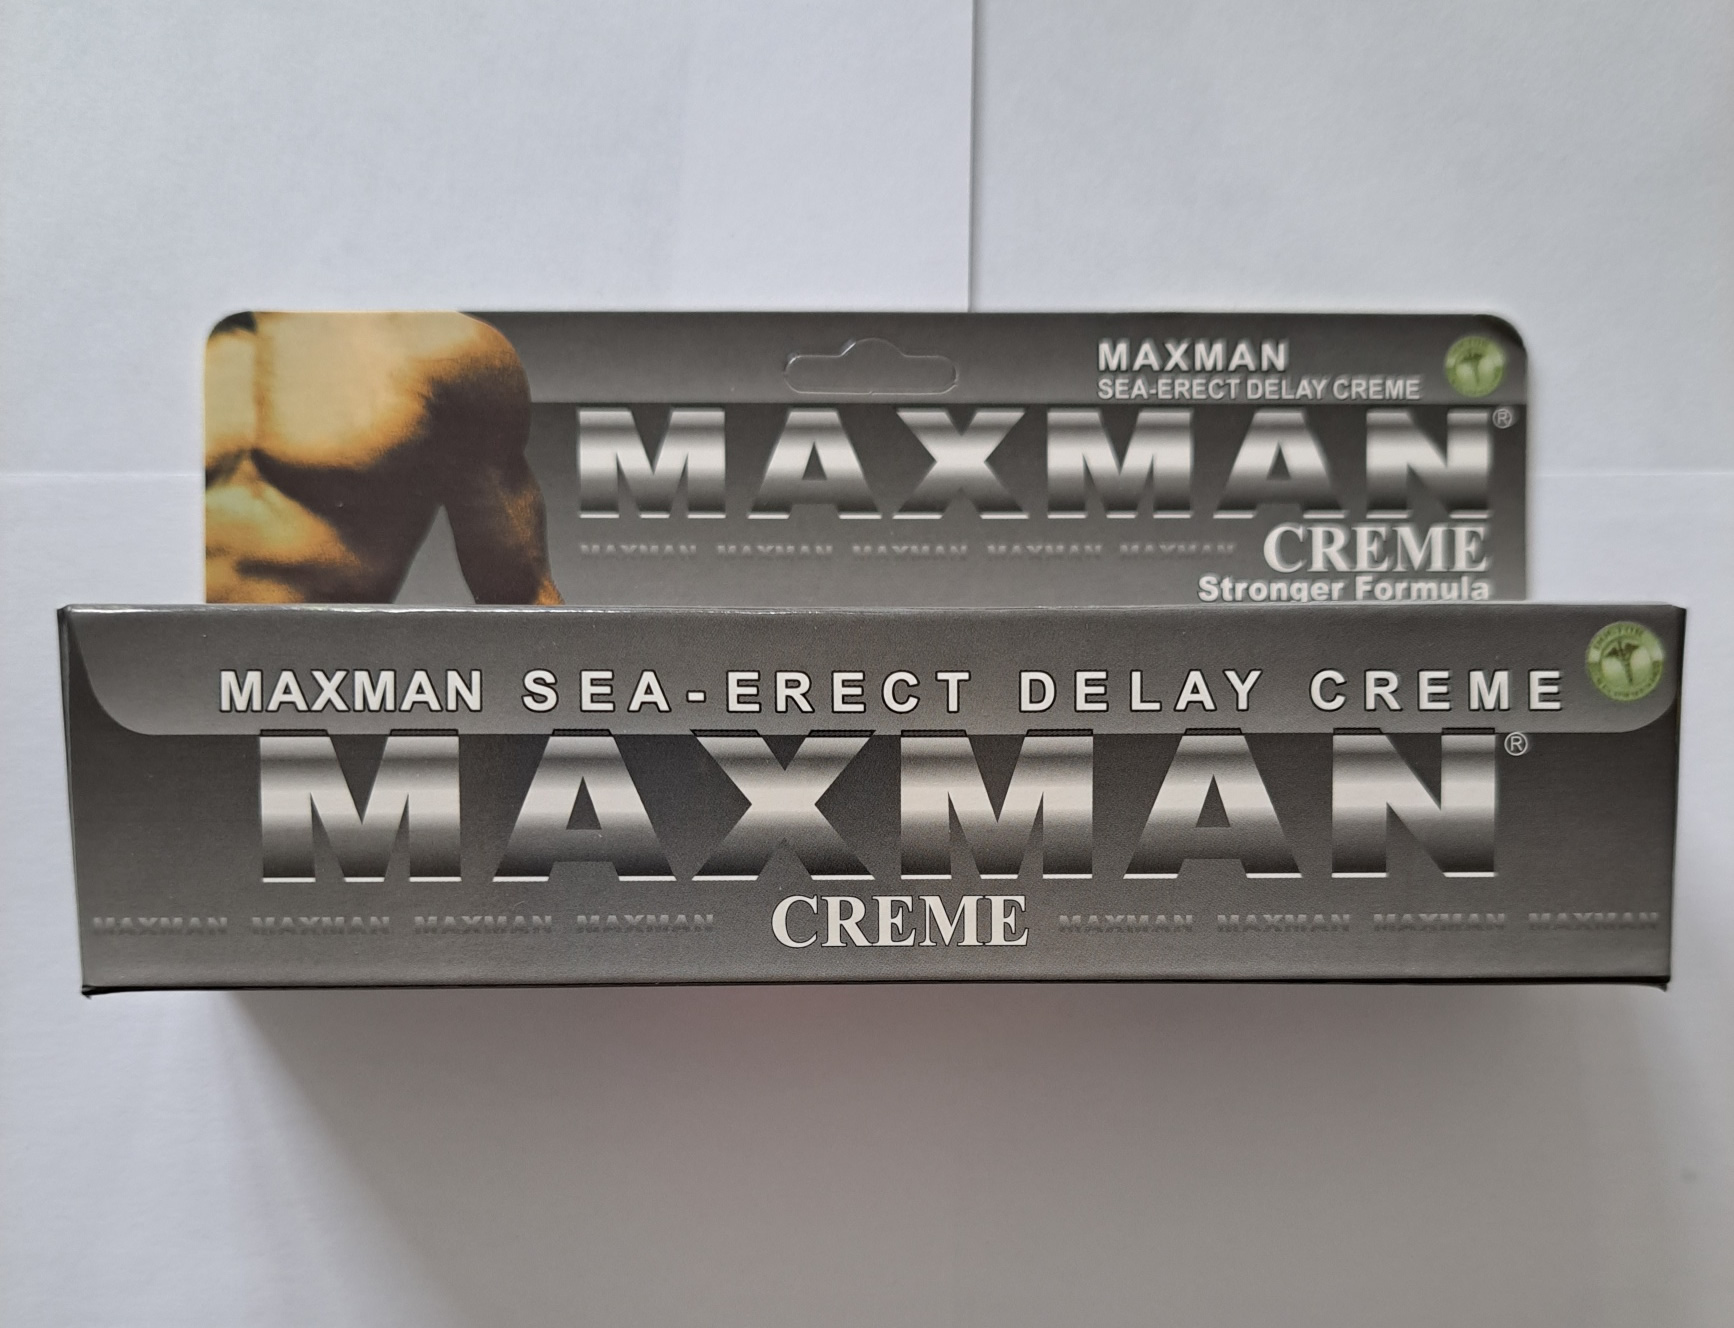 MAXMAN
SEA-ERECT DELAY CREME
MAXMAN®
MAXMAN MAXMAN MAXMAN MAXMAN MAXMAN
CREME
Stronger Formula
MAXMAN SEA-ERECT DELAY CREME
DOCTOR
MAXMAN®
MAXMAN MAXMAN MAXMAN MAXMAN CREME MAXMAN MAXMAN MAXMAN MAXMAN